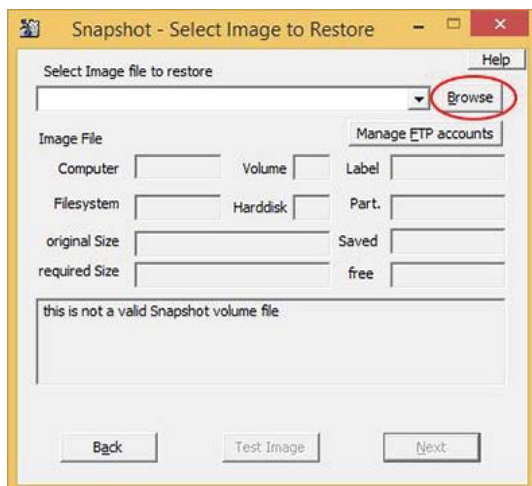 Snapshot - Select Image to Restore
Help
Select Image file to restore
Browse
Image File
Manage FTP accounts
Computer Volume Label
Filesystem Harddisk Part.
original Size Saved
required Size free
this is not a valid Snapshot volume file
Back Test Image Next